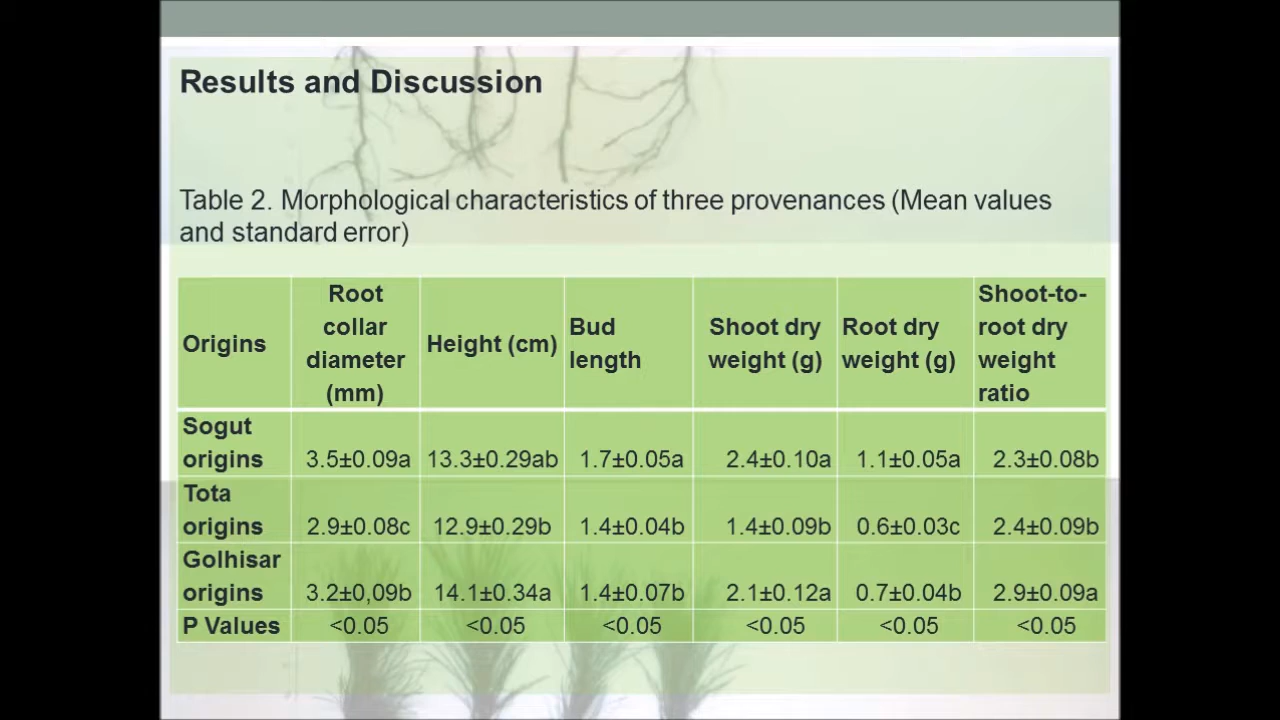 Results and Discussion
Table 2. Morphological characteristics of three provenances (Mean values
and standard error)
Origins
Root
collar
diameter
(mm)
Height (cm)
Bud
length
Shoot dry
weight (g)
Root dry
weight (g)
Shoot-to-
root dry
weight
ratio
Sogut
origins
3.5±0.09a 13.3±0.29ab 1.7±0.05a 2.4±0.10a 1.1±0.05a 2.3±0.08b
Tota
origins
2.9±0.08c 12.9±0.29b 1.4±0.04b 1.4±0.09b 0.6±0.03c 2.4±0.09b
Golhisar
origins
3.2±0,09b 14.1±0.34a 1.4±0.07b 2.1±0.12a 0.7±0.04b 2.9±0.09a
P Values <0.05 <0.05 <0.05 <0.05 <0.05 <0.05